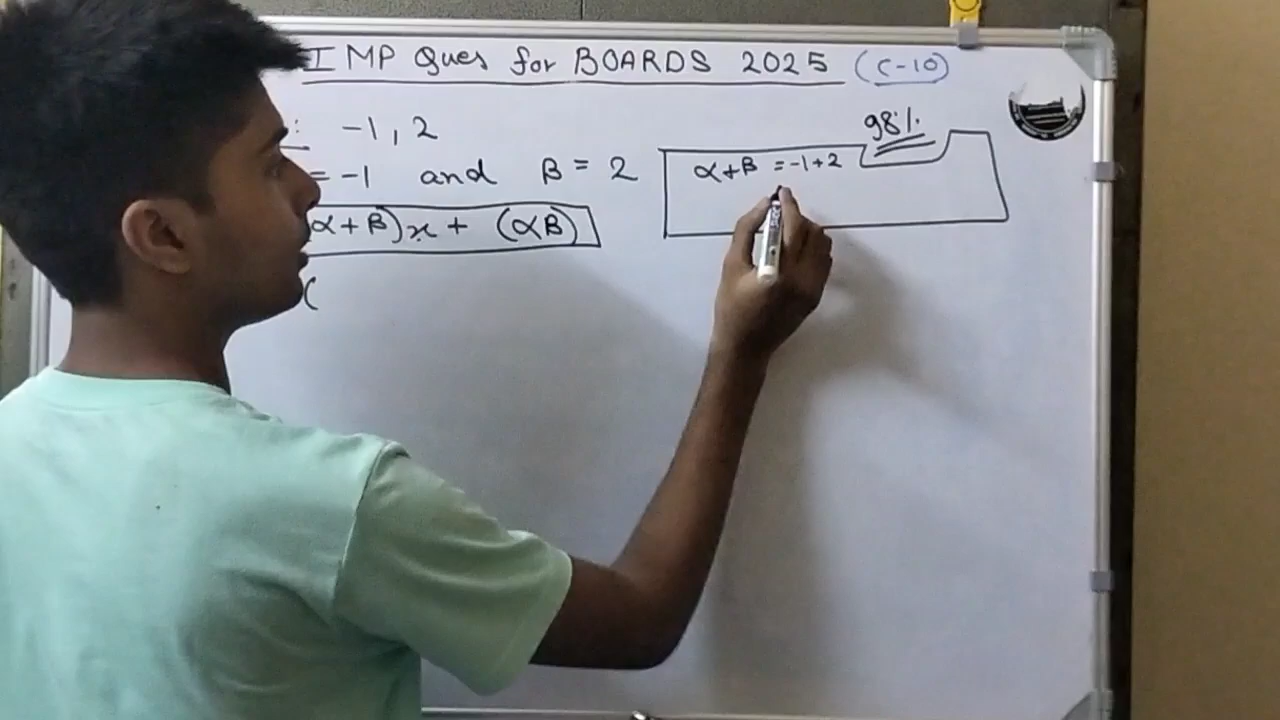 IMP Ques for BOARDS 2025 (C-10)
: -1, 2
= -1 and β = 2
α+β)x + (αβ)
(
98%
α+β = -1+2